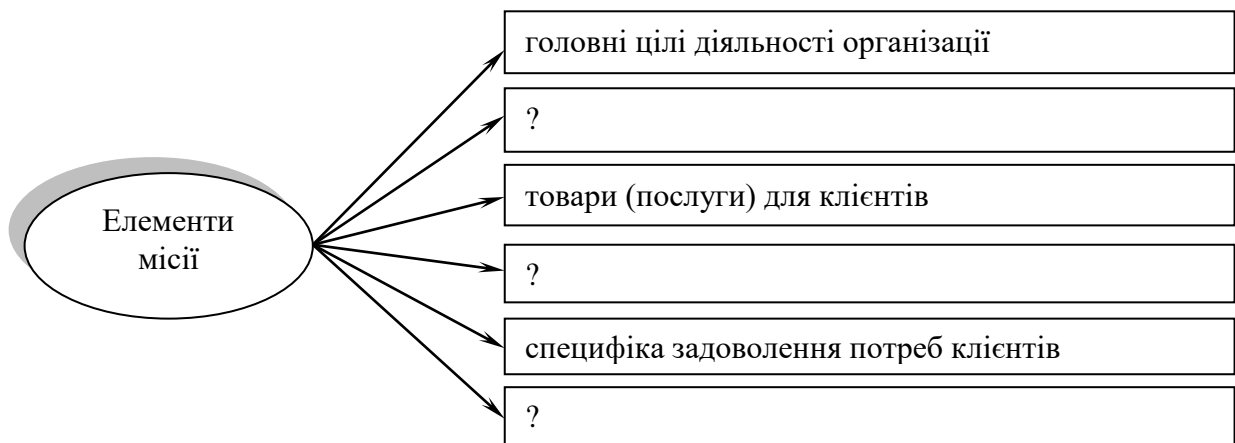 головні цілі діяльності організації
?
товари (послуги) для клієнтів
Елементи
місії
?
специфіка задоволення потреб клієнтів
?